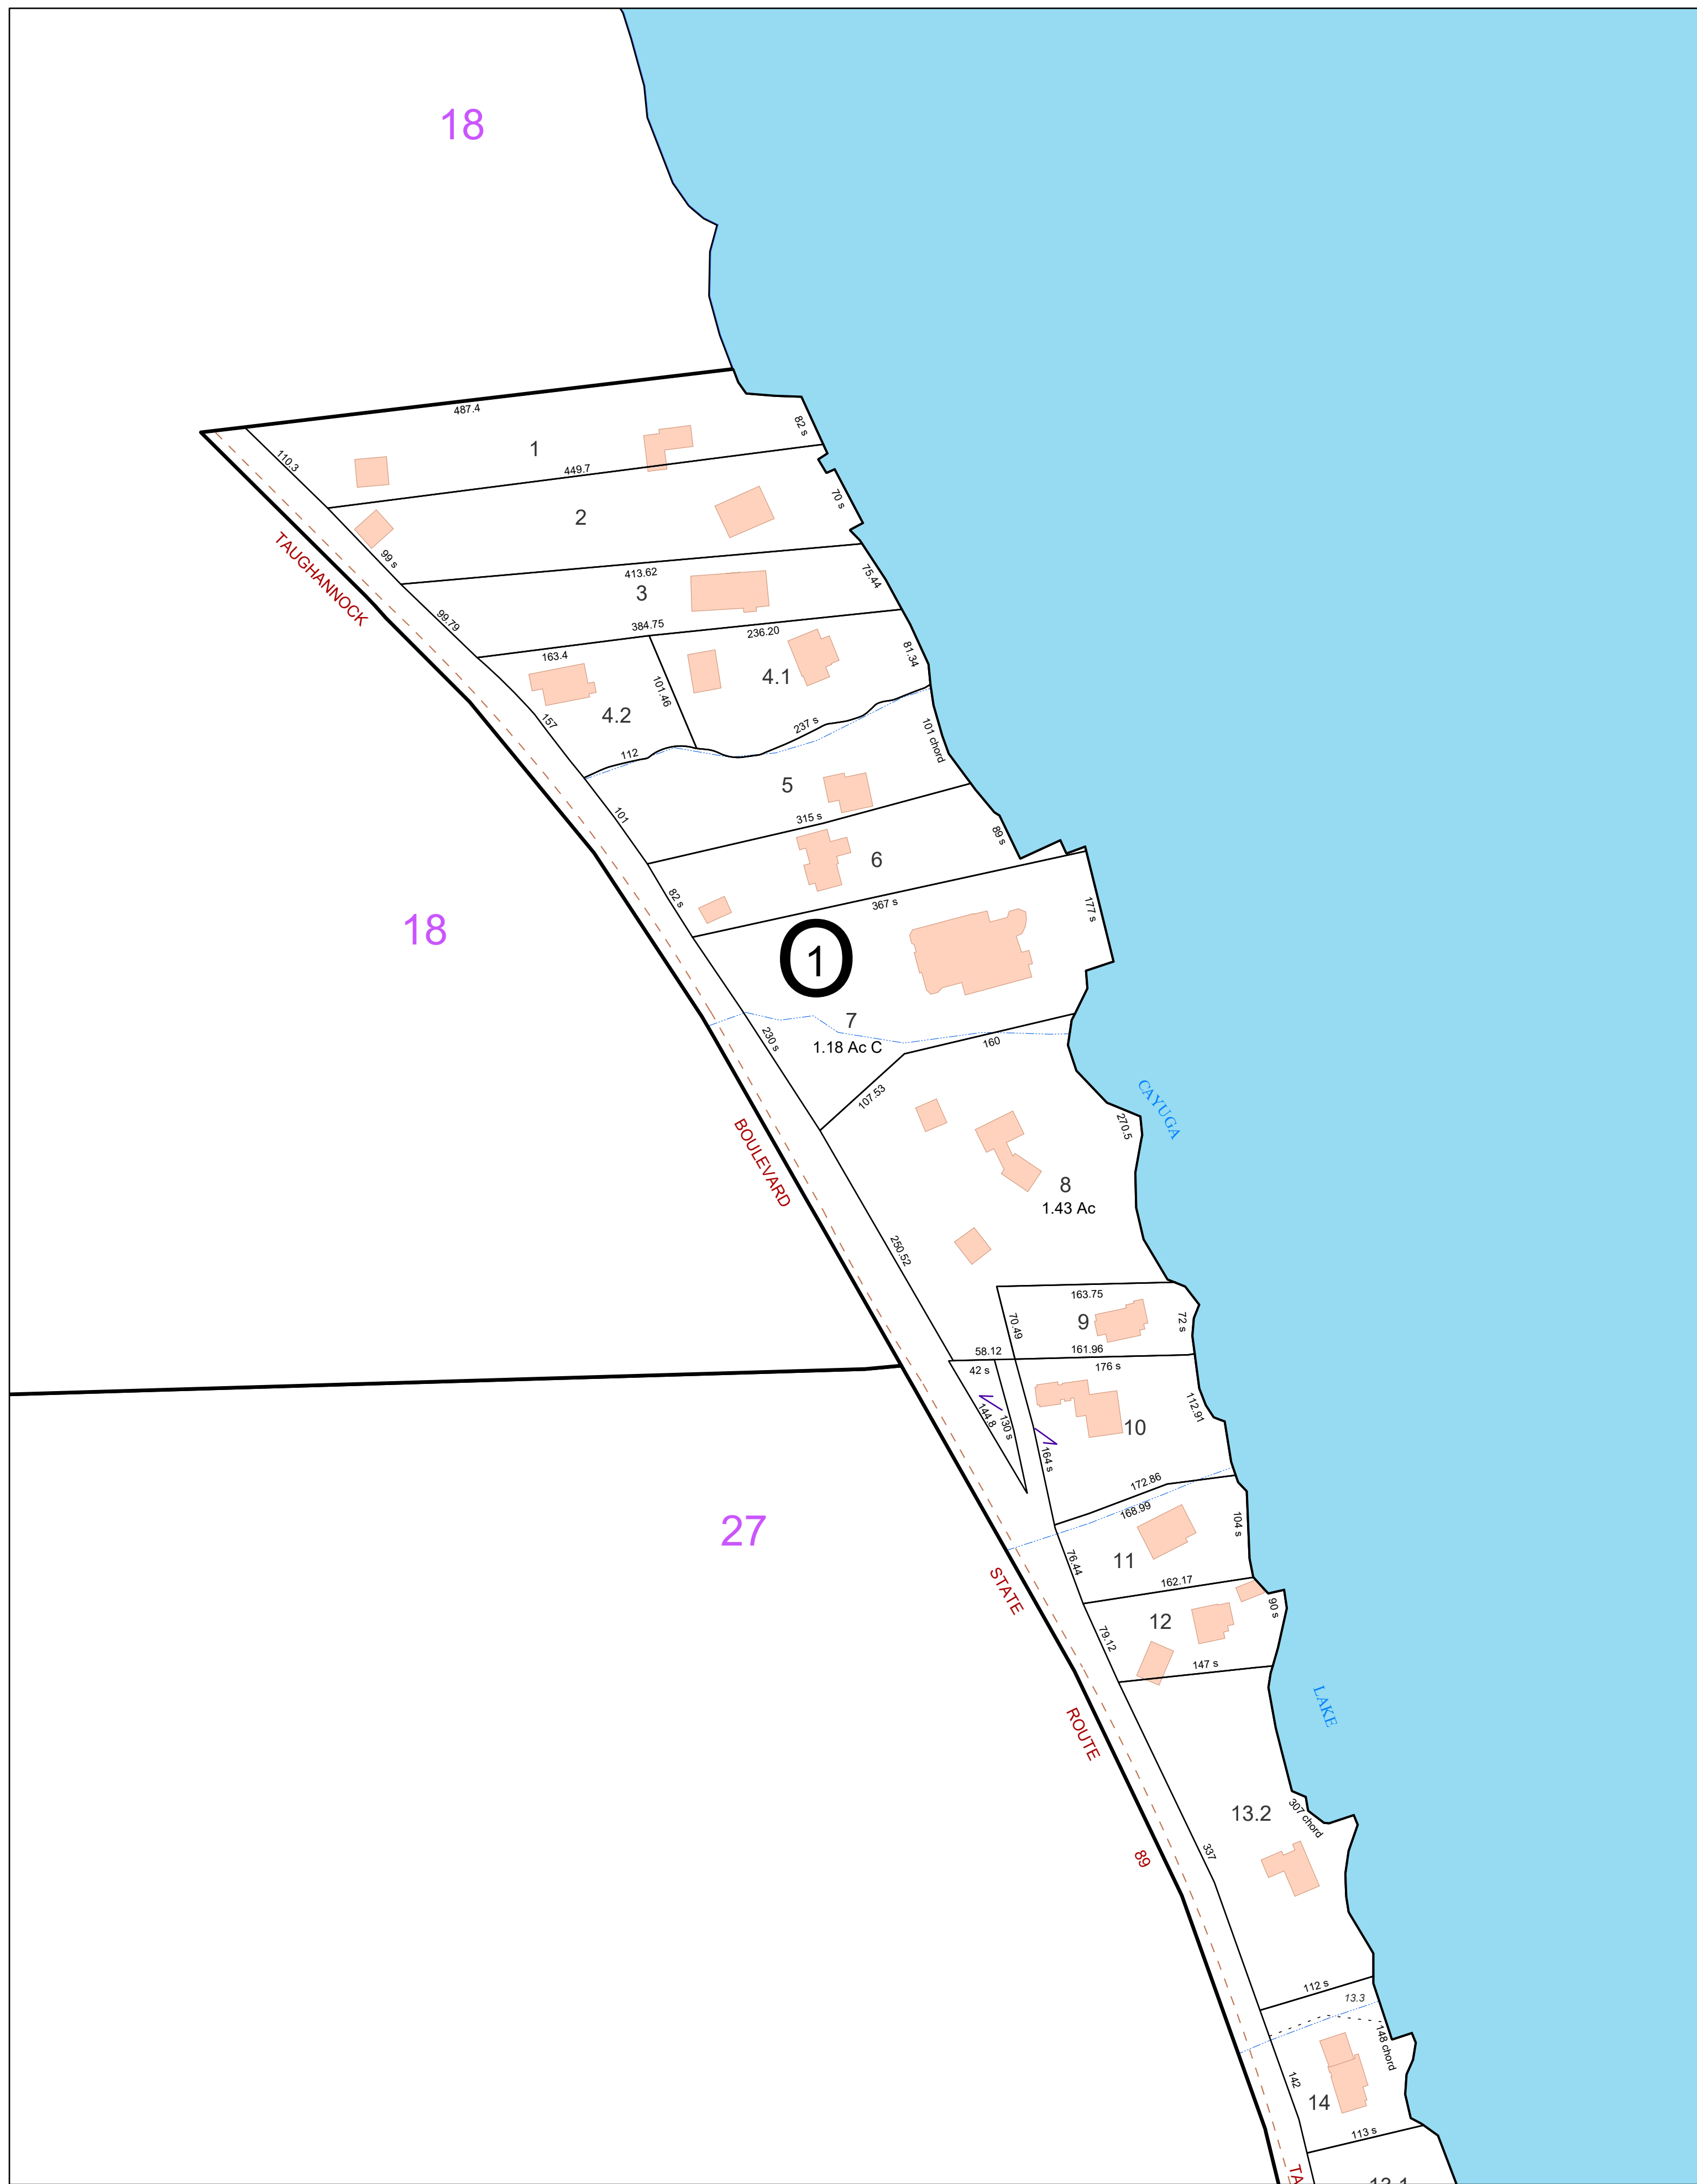 18
487.4
82 s
1
110.3
449.7
70 s
2
99 s
TAUGHANNOCK
413.62
75.44
3
99.79
384.75
236.20
163.4
81.34
4.1
101.46
4.2
157
237 s
101 chord
112
5
101
315 s
89 s
6
82 s
367 s
177 s
18
1
7
230 s
1.18 Ac C
160
107.53
CAYUGA
270.5
BOULEVARD
8
1.43 Ac
250.52
163.75
70.49
9
72 s
58.12
161.96
42 s
176 s
112.91
144.8
130 s
10
164 s
172.86
168.99
27
104 s
11
76.44
162.17
STATE
90 s
12
79.12
147 s
LAKE
ROUTE
307 chord
13.2
337
89
112 s
13.3
148 chord
142
14
113 s
TA
13.1